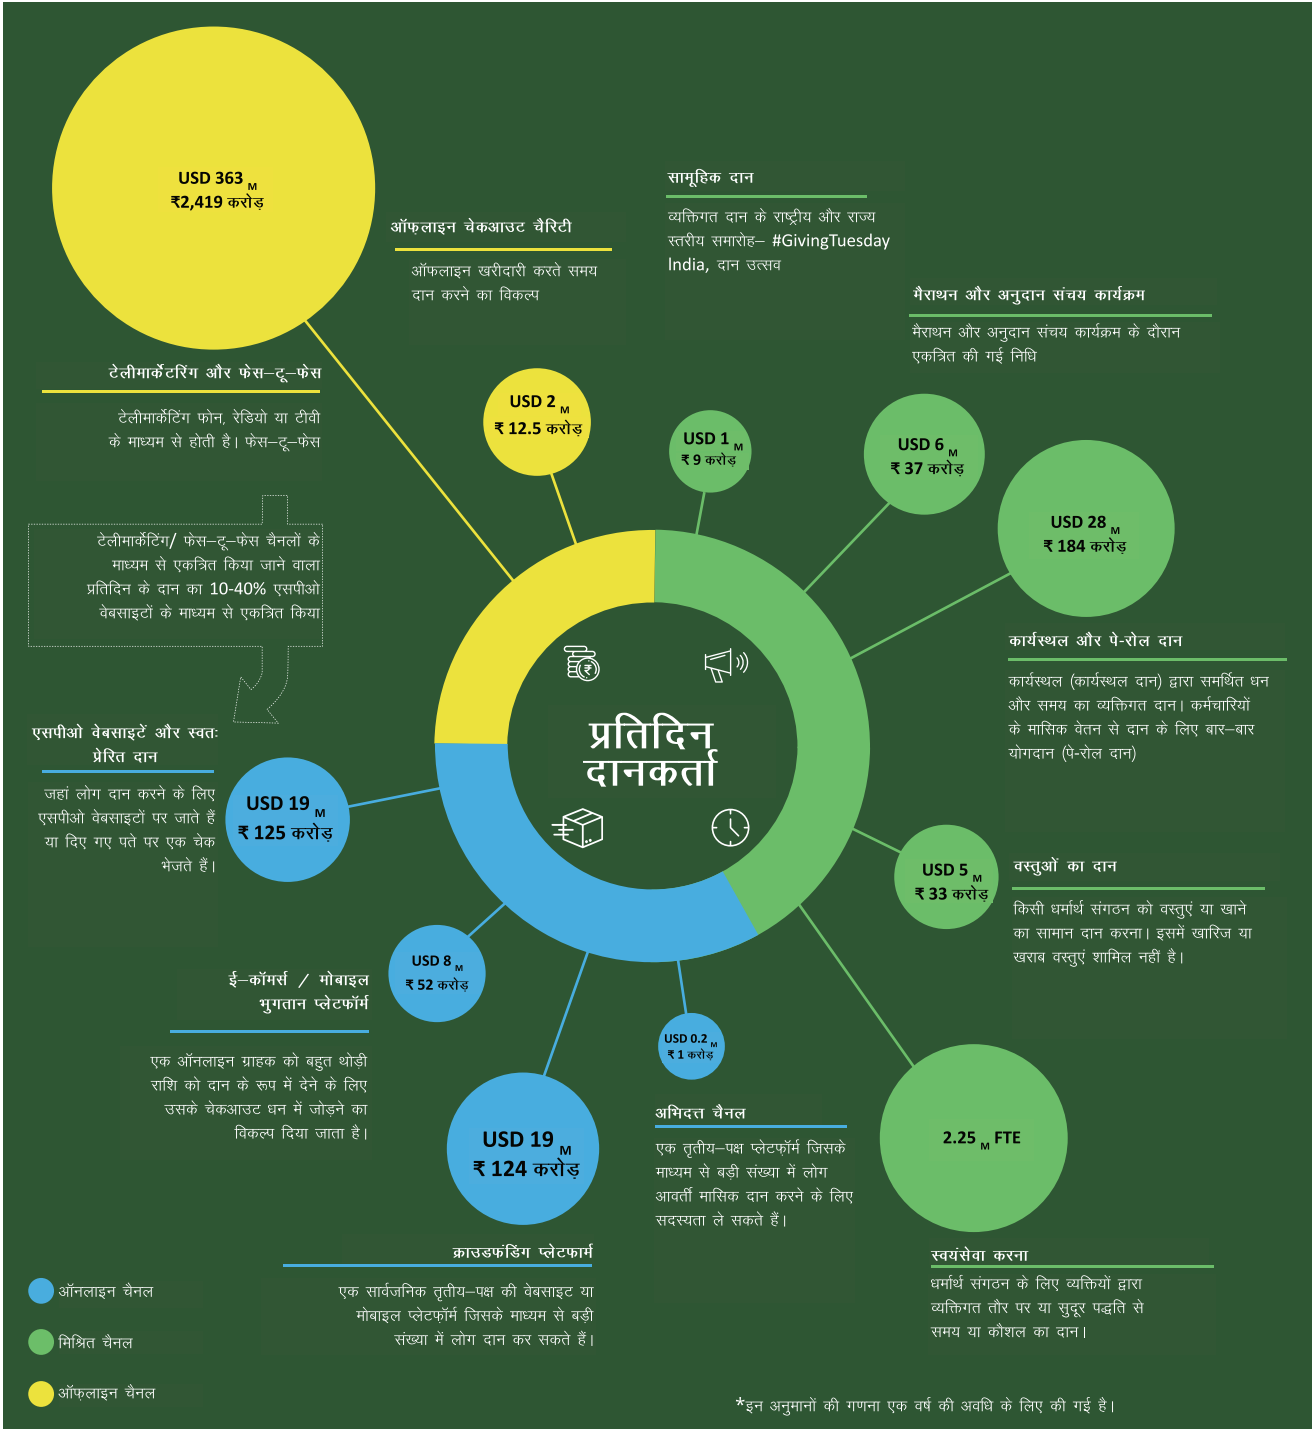 USD 363 M
₹2,419 करोड़
टेलीमार्केटरिंग और फेस–टू–फेस
टेलीमार्केटिंग फोन, रेडियो या टीवी
के माध्यम से होती है। फेस–टू–फेस
टेलीमार्केटिंग/ फेस–टू–फेस चैनलों के
माध्यम से एकत्रित किया जाने वाला
प्रतिदिन के दान का 10-40% एसपीओ
वेबसाइटों के माध्यम से एकत्रित किया
ऑफ़लाइन चेकआउट चैरिटी
ऑफलाइन खरीदारी करते समय
दान करने का विकल्प
USD 2 M
₹ 12.5 करोड़
सामूहिक दान
व्यक्तिगत दान के राष्ट्रीय और राज्य
स्तरीय समारोह– #GivingTuesday
India, दान उत्सव
USD 1 M
₹ 9 करोड़
मैराथन और अनुदान संचय कार्यक्रम
मैराथन और अनुदान संचय कार्यक्रम के दौरान
एकत्रित की गई निधि
USD 6 M
₹ 37 करोड़
USD 28 M
₹ 184 करोड़
कार्यस्थल और पे-रोल दान
कार्यस्थल (कार्यस्थल दान) द्वारा समर्थित धन
और समय का व्यक्तिगत दान। कर्मचारियों
के मासिक वेतन से दान के लिए बार–बार
योगदान (पे-रोल दान)
₹
प्रतिदिन
दानकर्ता
एसपीओ वेबसाइटें और स्वतः
प्रेरित दान
जहां लोग दान करने के लिए
एसपीओ वेबसाइटों पर जाते हैं
या दिए गए पते पर एक चेक
भेजते हैं।
USD 19 M
₹ 125 करोड़
USD 5 M
₹ 33 करोड़
वस्तुओं का दान
किसी धर्मार्थ संगठन को वस्तुएं या खाने
का सामान दान करना। इसमें खारिज या
खराब वस्तुएं शामिल नहीं है।
USD 8 M
₹ 52 करोड़
ई–कॉमर्स / मोबाइल
भुगतान प्लेटफॉर्म
एक ऑनलाइन ग्राहक को बहुत थोड़ी
राशि को दान के रूप में देने के लिए
उसके चेकआउट धन में जोड़ने का
विकल्प दिया जाता है।
USD 19 M
₹ 124 करोड़
क्राउडफंडिंग प्लेटफार्म
एक सार्वजनिक तृतीय–पक्ष की वेबसाइट या
मोबाइल प्लेटफ़ॉर्म जिसके माध्यम से बड़ी
संख्या में लोग दान कर सकते हैं।
USD 0.2 M
₹ 1 करोड़
अभिदत्त चैनल
एक तृतीय–पक्ष प्लेटफ़ॉर्म जिसके
माध्यम से बड़ी संख्या में लोग
आवर्ती मासिक दान करने के लिए
सदस्यता ले सकते हैं।
2.25 M FTE
स्वयंसेवा करना
धर्मार्थ संगठन के लिए व्यक्तियों द्वारा
व्यक्तिगत तौर पर या सुदूर पद्धति से
समय या कौशल का दान।
ऑनलाइन चैनल
मिश्रित चैनल
ऑफ़लाइन चैनल
*इन अनुमानों की गणना एक वर्ष की अवधि के लिए की गई है।